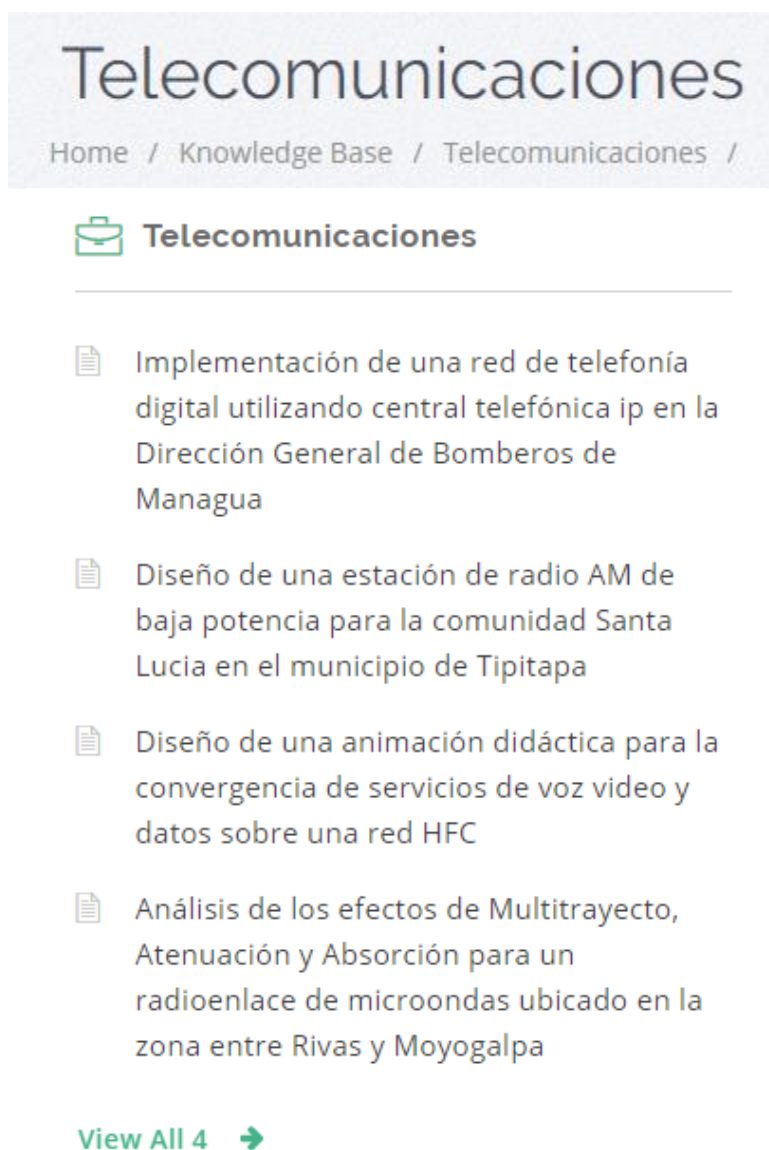 Telecomunicaciones
Home / Knowledge Base / Telecomunicaciones /
Telecomunicaciones
Implementación de una red de telefonía
digital utilizando central telefónica ip en la
Dirección General de Bomberos de
Managua
Diseño de una estación de radio AM de
baja potencia para la comunidad Santa
Lucia en el municipio de Tipitapa
Diseño de una animación didáctica para la
convergencia de servicios de voz video y
datos sobre una red HFC
Análisis de los efectos de Multitrayecto,
Atenuación y Absorción para un
radioenlace de microondas ubicado en la
zona entre Rivas y Moyogalpa
View All 4